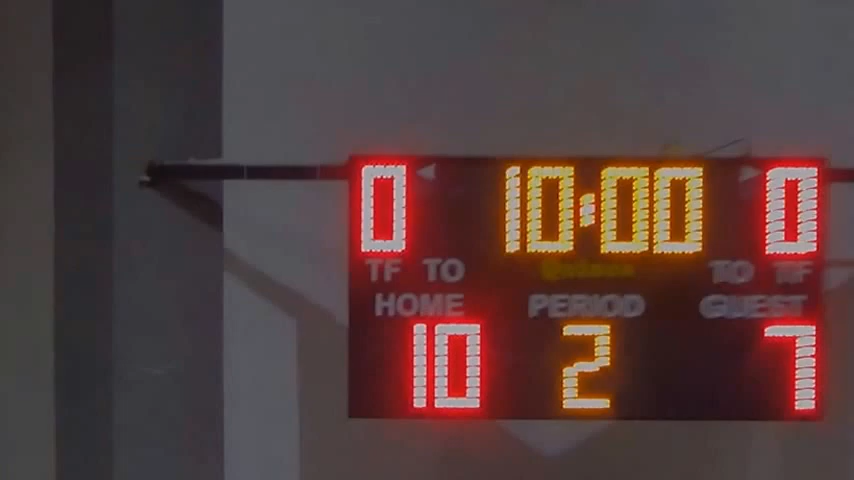 0 10:00 0
TF TO TO TF
HOME PERIOD GUEST
10 2 7